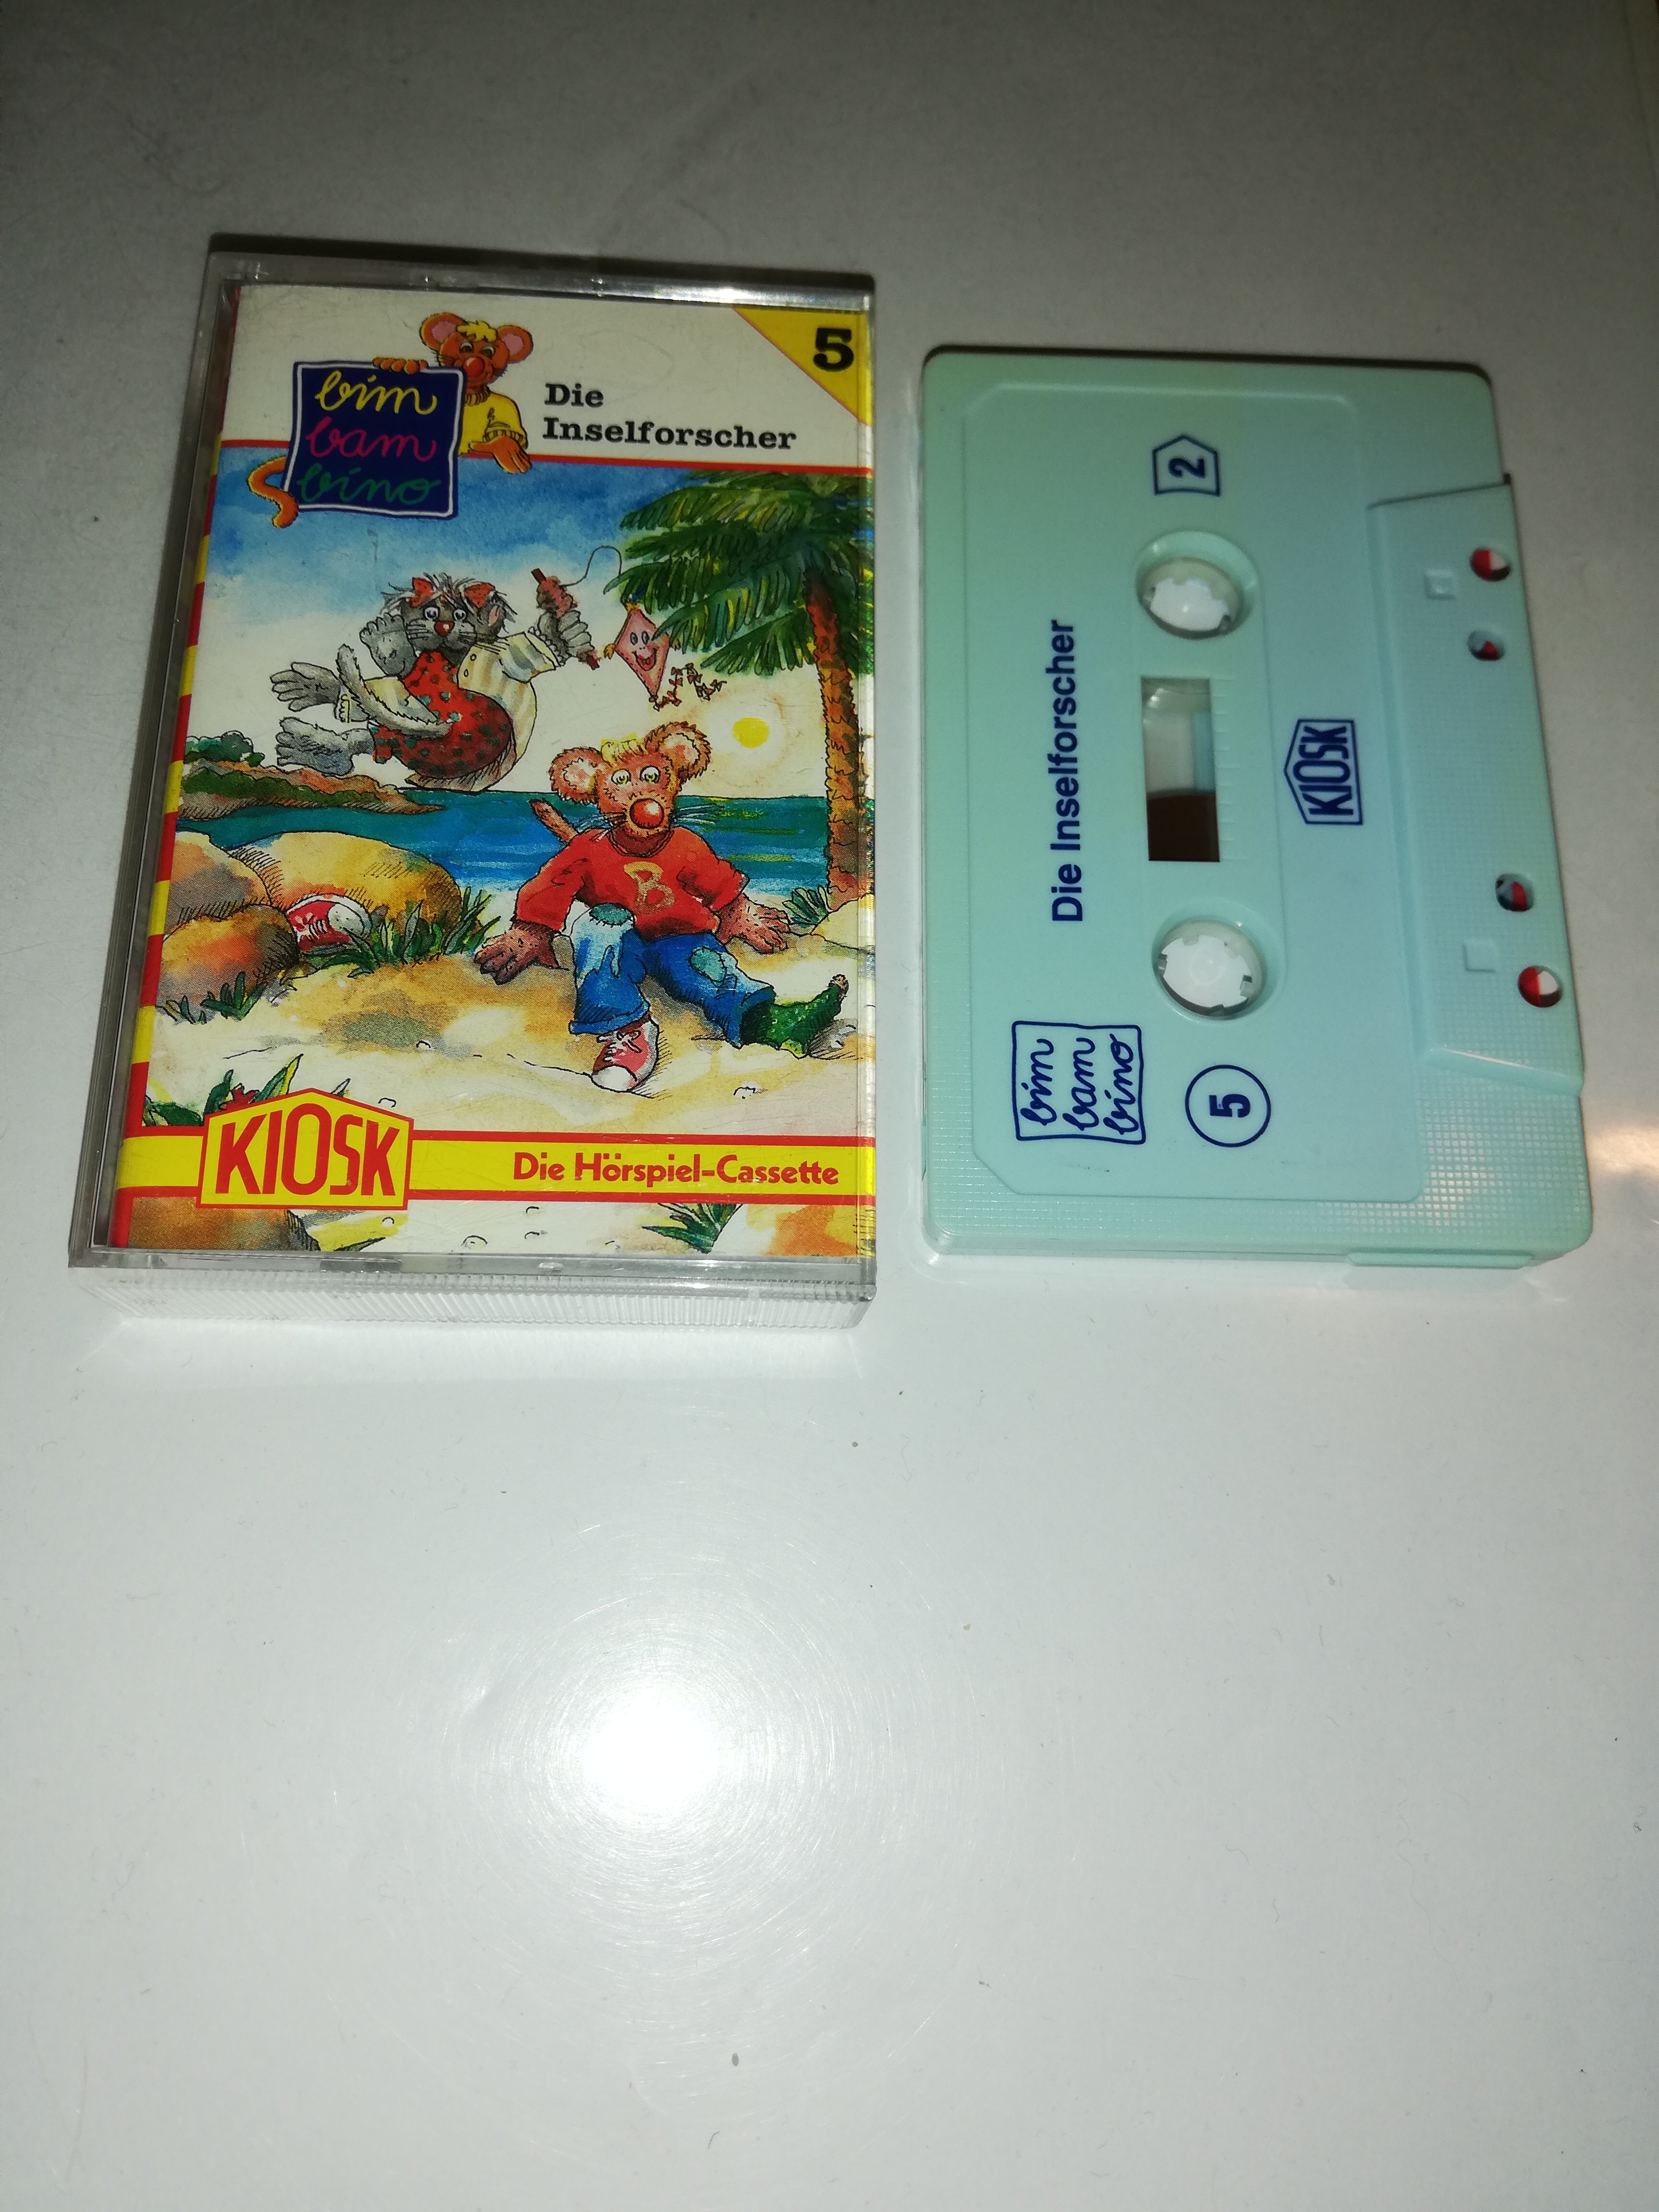 bim
bam
bino
Die
Inselforscher
5
B
KIOSK
Die Hörspiel-Cassette
bim
bam
bino
5
Die Inselforscher
KIOSK
2